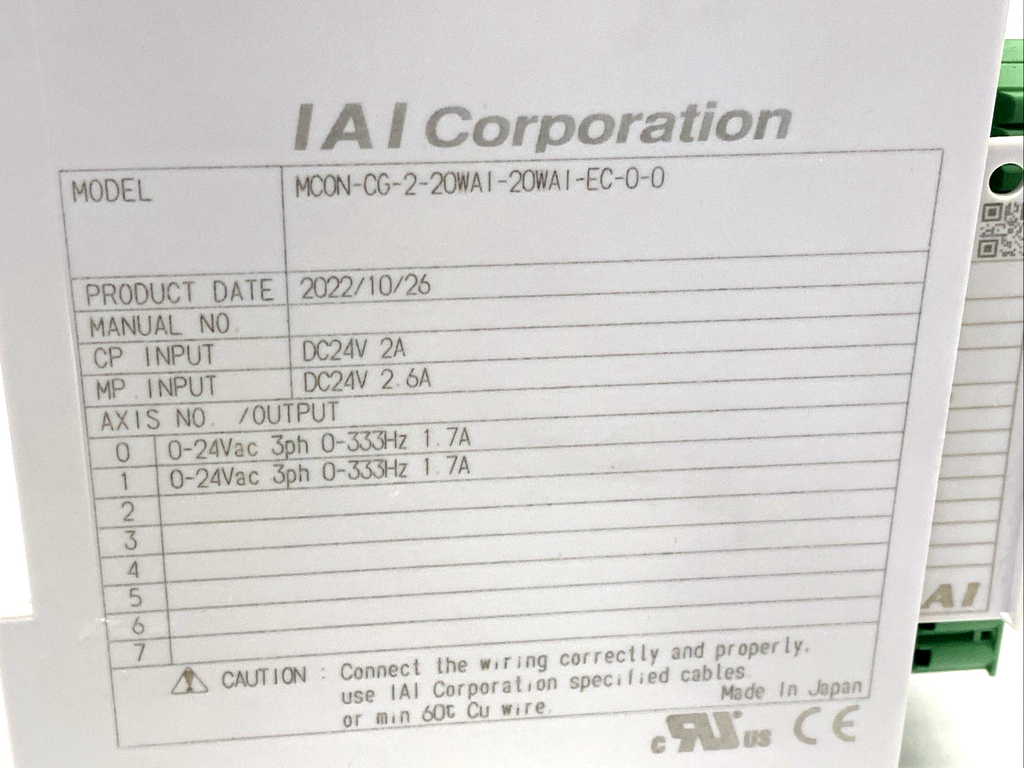 IAI Corporation
MODEL MCON-CG-2-20WAI-20WAI-EC-0-0
PRODUCT DATE 2022/10/26
MANUAL NO.
CP INPUT DC24V 2A
MP INPUT DC24V 2.6A
AXIS NO. /OUTPUT
0 0-24Vac 3ph 0-333Hz 1.7A
1 0-24Vac 3ph 0-333Hz 1.7A
2
3
4
5
6
7
CAUTION : Connect the wiring correctly and properly,
use IAI Corporation specified cables
or min 60℃ Cu wire.
Made In Japan
c RU US CE
AI